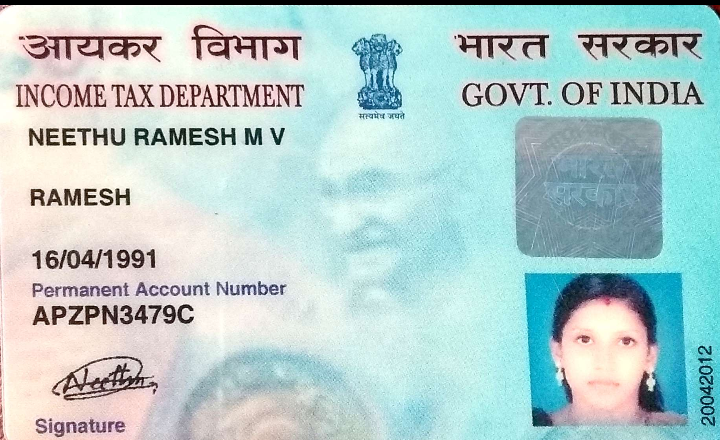 आयकर विभाग
भारत सरकार
INCOME TAX DEPARTMENT
GOVT. OF INDIA
सत्यमेव जयते
NEETHU RAMESH M V
RAMESH
16/04/1991
Permanent Account Number
APZPN3479C
Neethu
Signature
भारत
सरकार
20042012